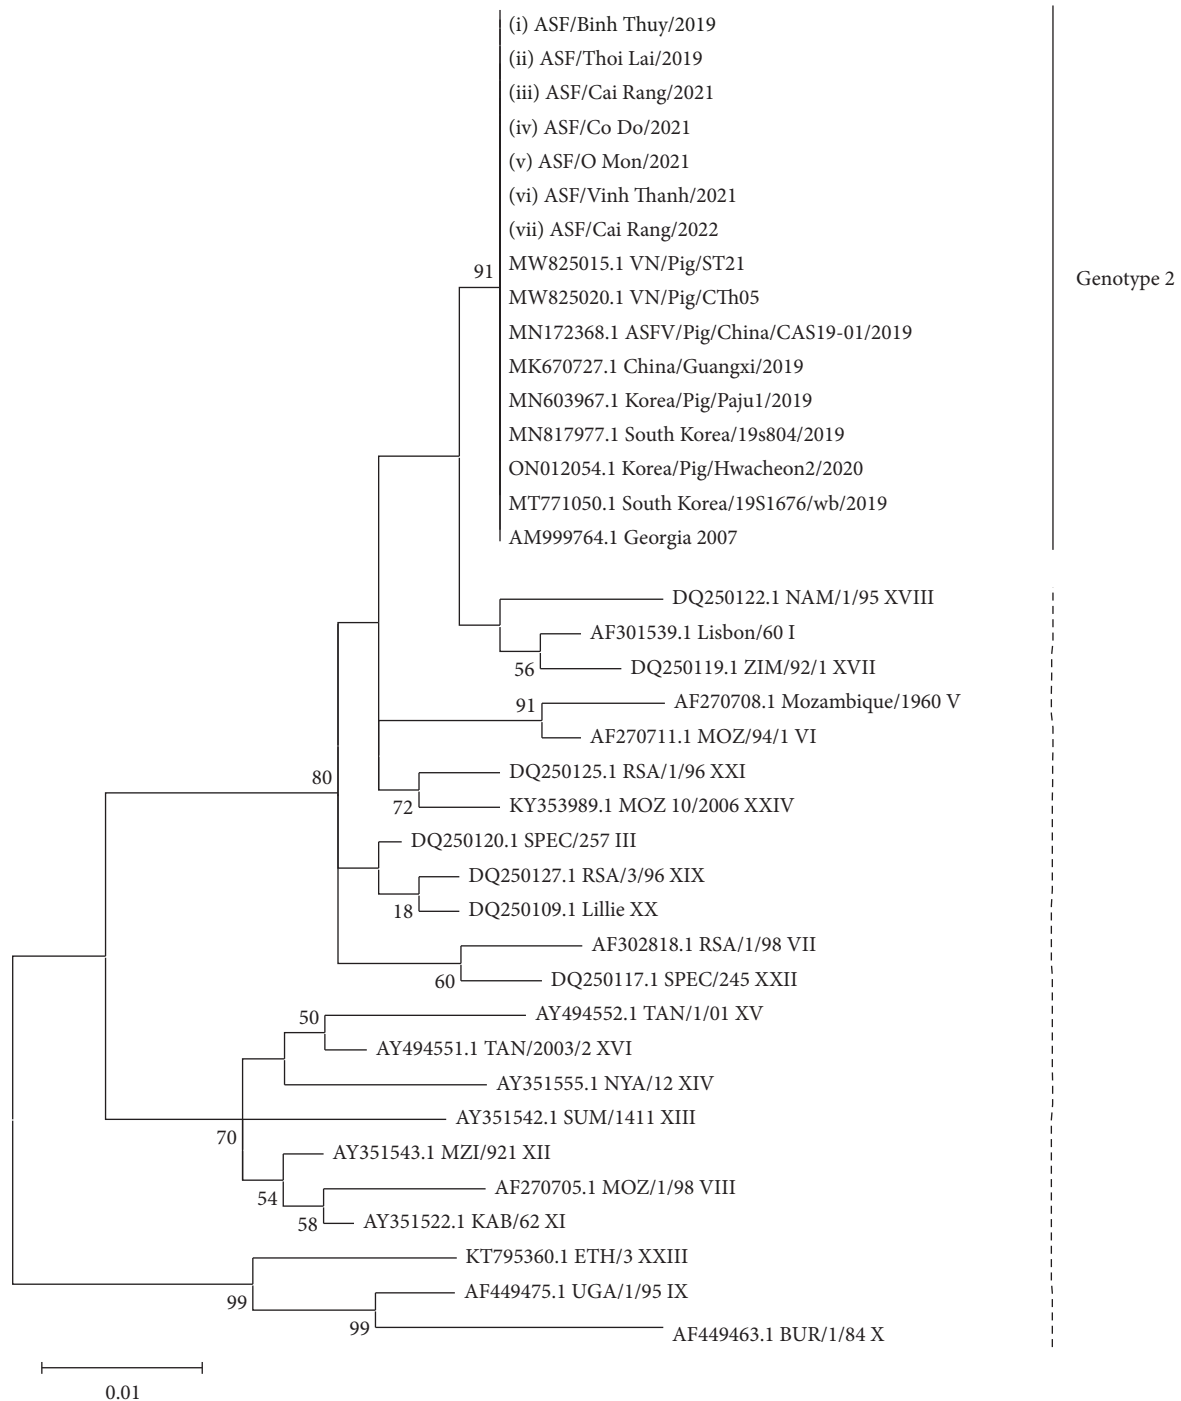 (i) ASF/Binh Thuy/2019
(ii) ASF/Thoi Lai/2019
(iii) ASF/Cai Rang/2021
(iv) ASF/Co Do/2021
(v) ASF/O Mon/2021
(vi) ASF/Vinh Thanh/2021
(vii) ASF/Cai Rang/2022
MW825015.1 VN/Pig/ST21
91
Genotype 2
MW825020.1 VN/Pig/CTh05
MN172368.1 ASFV/Pig/China/CAS19-01/2019
MK670727.1 China/Guangxi/2019
MN603967.1 Korea/Pig/Paju1/2019
MN817977.1 South Korea/19s804/2019
ON012054.1 Korea/Pig/Hwacheon2/2020
MT771050.1 South Korea/19S1676/wb/2019
AM999764.1 Georgia 2007
DQ250122.1 NAM/1/95 XVIII
AF301539.1 Lisbon/60 I
56
DQ250119.1 ZIM/92/1 XVII
91
AF270708.1 Mozambique/1960 V
AF270711.1 MOZ/94/1 VI
80
DQ250125.1 RSA/1/96 XXI
72
KY353989.1 MOZ 10/2006 XXIV
DQ250120.1 SPEC/257 III
DQ250127.1 RSA/3/96 XIX
18
DQ250109.1 Lillie XX
AF302818.1 RSA/1/98 VII
60
DQ250117.1 SPEC/245 XXII
50
AY494552.1 TAN/1/01 XV
AY494551.1 TAN/2003/2 XVI
AY351555.1 NYA/12 XIV
AY351542.1 SUM/1411 XIII
70
AY351543.1 MZI/921 XII
54
AF270705.1 MOZ/1/98 VIII
58
AY351522.1 KAB/62 XI
KT795360.1 ETH/3 XXIII
99
AF449475.1 UGA/1/95 IX
99
AF449463.1 BUR/1/84 X
0.01